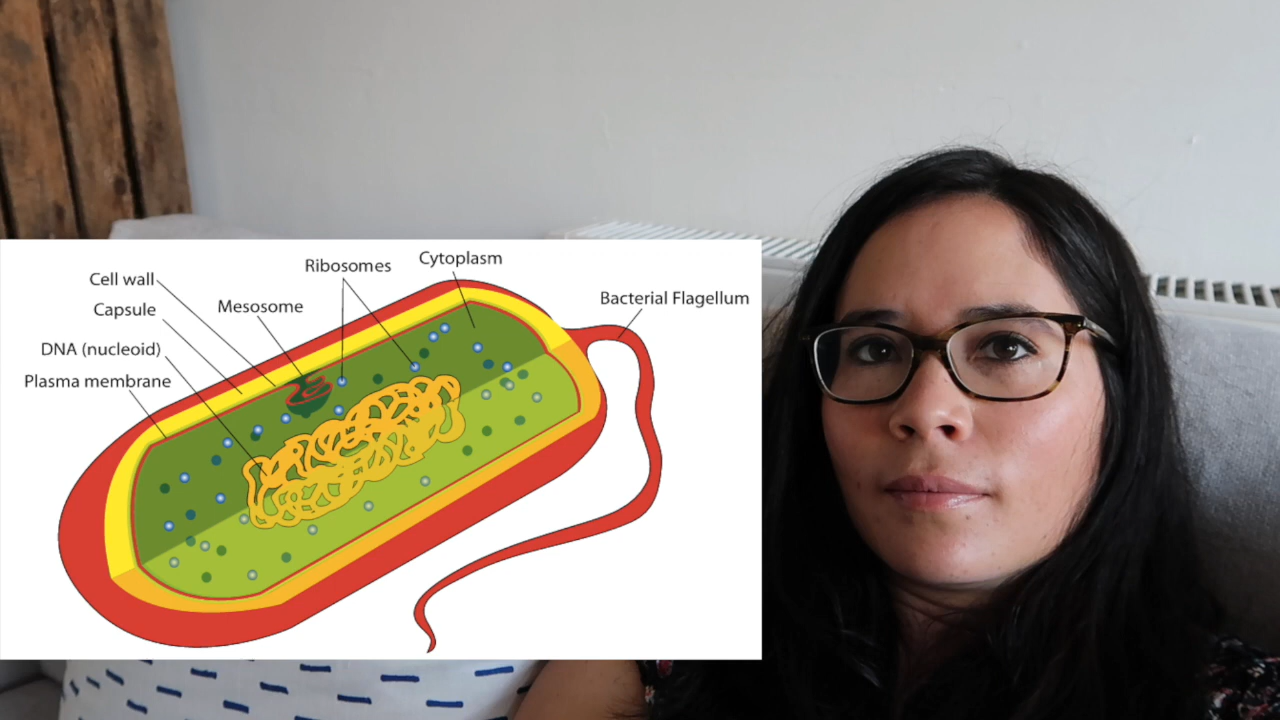 Cell wall
Capsule
DNA (nucleoid)
Plasma membrane
Mesosome
Ribosomes
Cytoplasm
Bacterial Flagellum